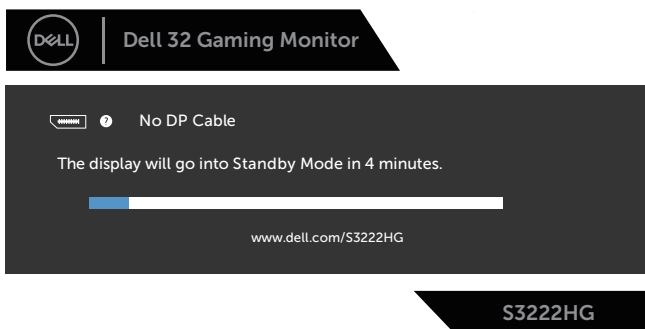 DELL
Dell 32 Gaming Monitor
? No DP Cable
The display will go into Standby Mode in 4 minutes.
www.dell.com/S3222HG
S3222HG